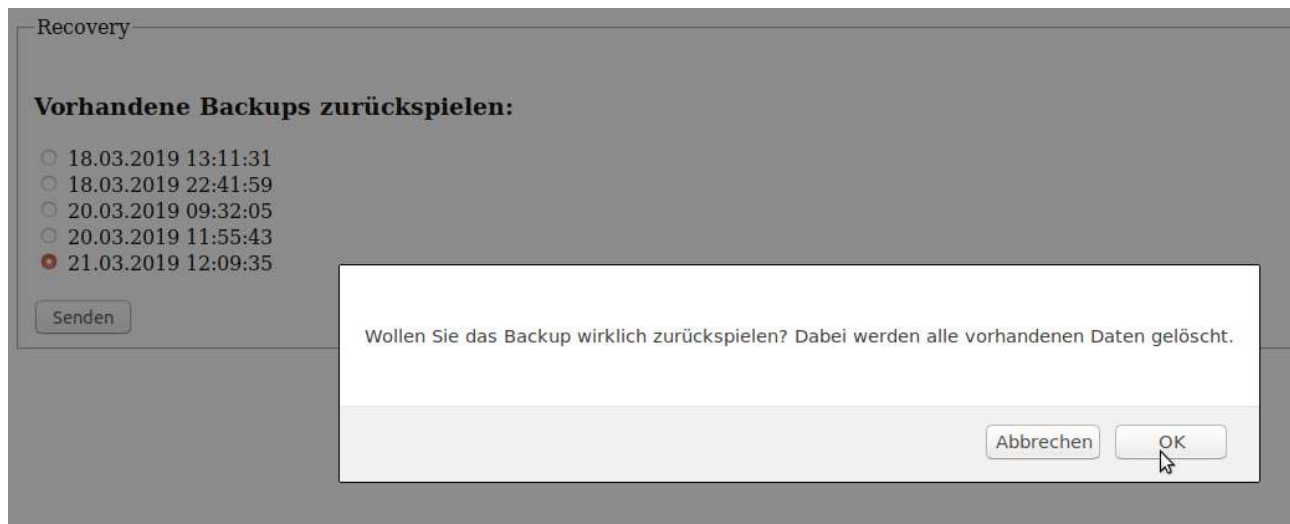 Recovery
Vorhandene Backups zurückspielen:
18.03.2019 13:11:31
18.03.2019 22:41:59
20.03.2019 09:32:05
20.03.2019 11:55:43
21.03.2019 12:09:35
Senden
Wollen Sie das Backup wirklich zurückspielen? Dabei werden alle vorhandenen Daten gelöscht.
Abbrechen OK